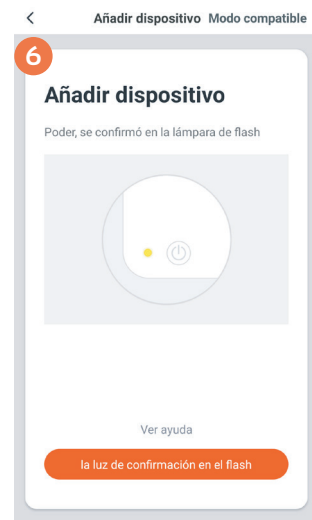 Añadir dispositivo Modo compatible
6
Añadir dispositivo
Poder, se confirmó en la lámpara de flash
Ver ayuda
la luz de confirmación en el flash